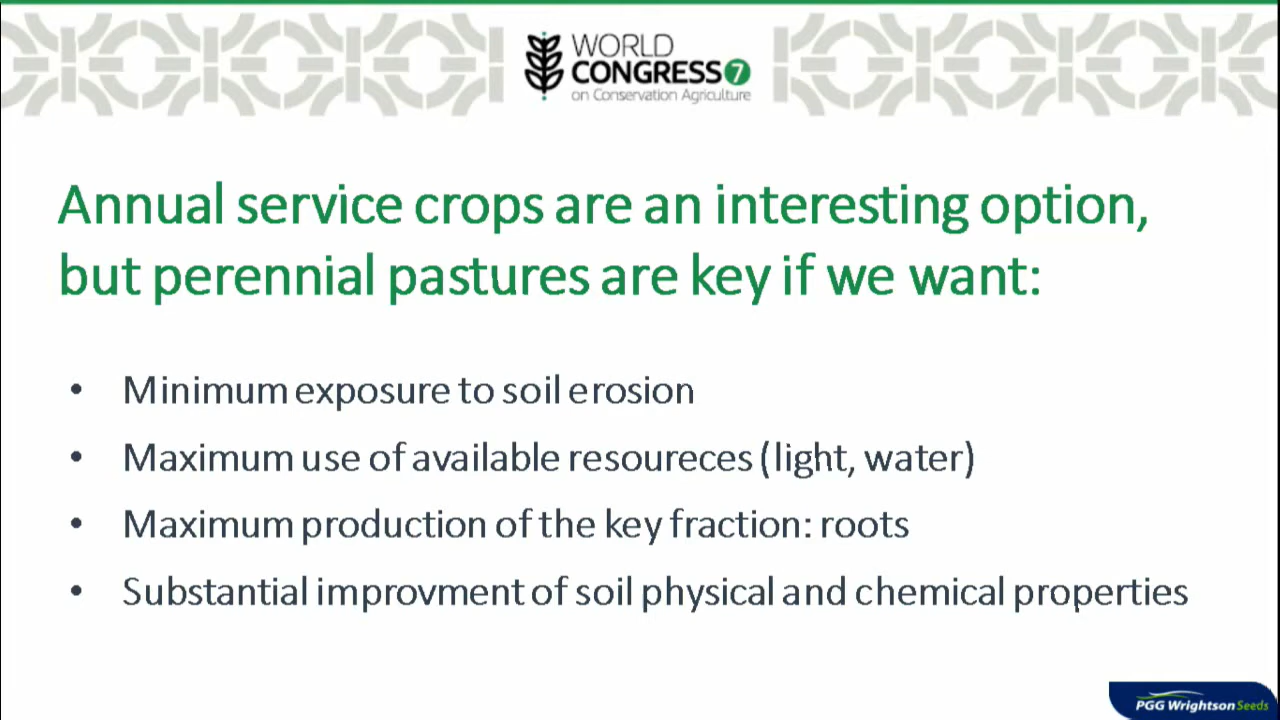 WORLD
CONGRESS 7
on Conservation Agriculture
Annual service crops are an interesting option,
but perennial pastures are key if we want:
• Minimum exposure to soil erosion
• Maximum use of available resoureces (light, water)
• Maximum production of the key fraction: roots
• Substantial improvment of soil physical and chemical properties
PGG Wrightson Seeds